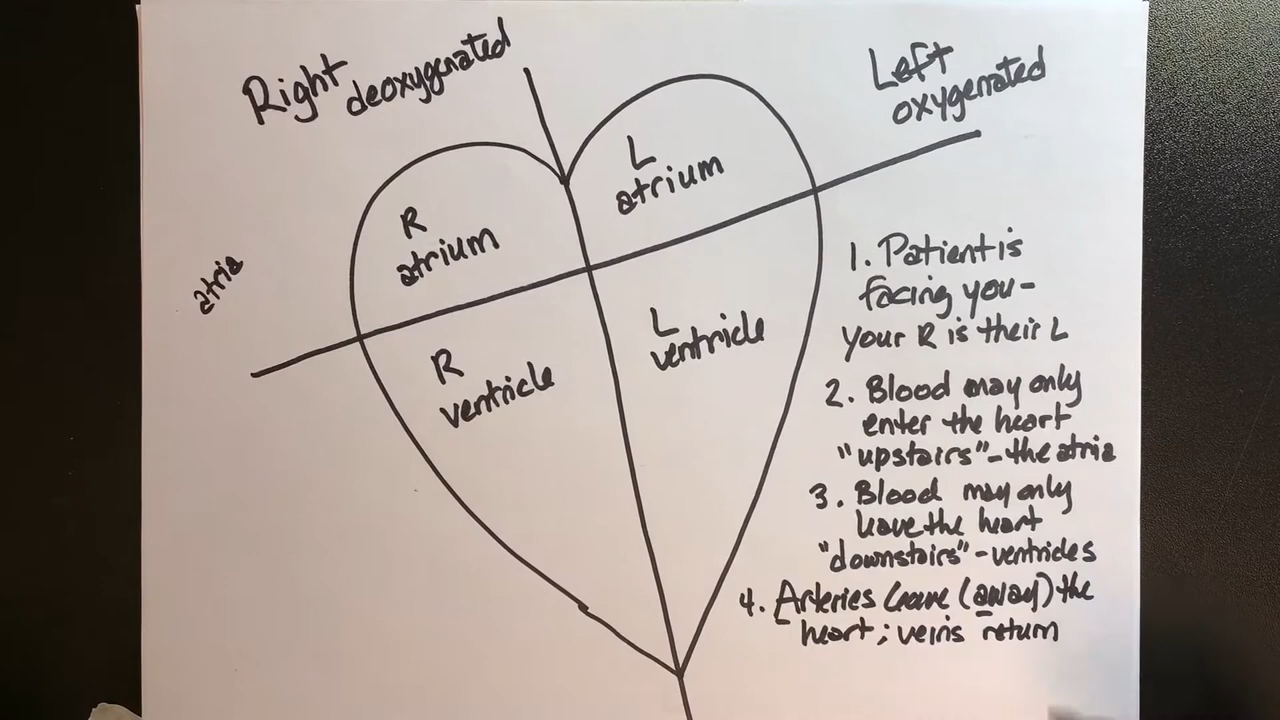 Right
deoxygenated
Left
oxygenated
L
atrium
R
atrium
atria
L
ventricle
R
ventricle
1. Patient is
facing you-
your R is their L
2. Blood may only
enter the heart
"upstairs"-the atria
3. Blood may only
leave the heart
"downstairs"-ventricles
4. Arteries leave (away) the
heart; veins return